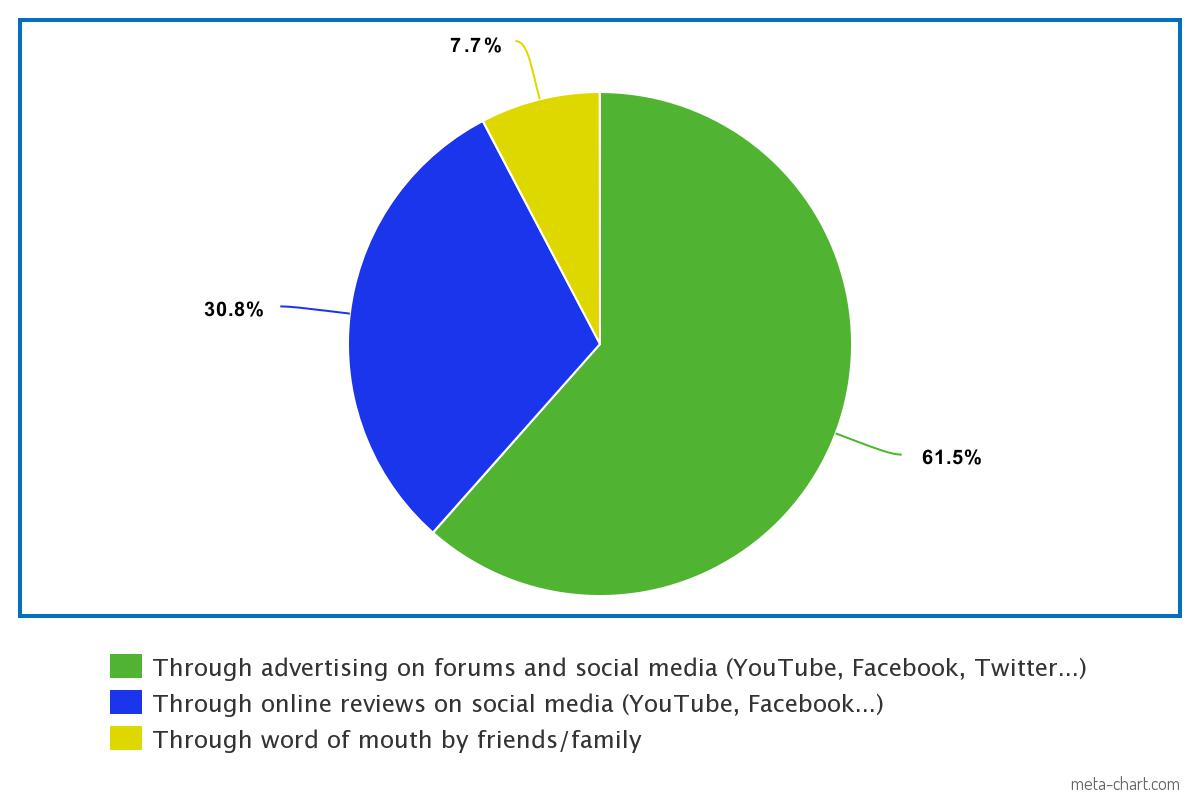 7.7%
30.8%
61.5%
Through advertising on forums and social media (YouTube, Facebook, Twitter...)
Through online reviews on social media (YouTube, Facebook...)
Through word of mouth by friends/family
meta-chart.com